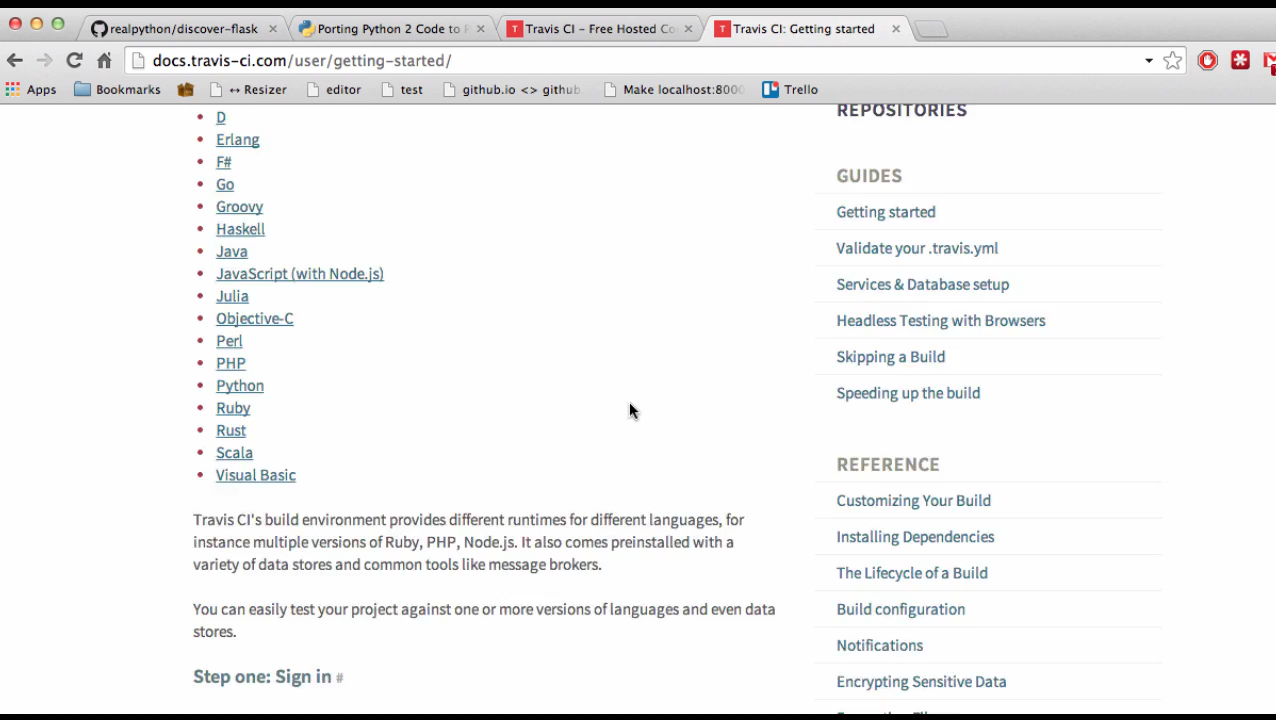 realpython/discover-flask
Porting Python 2 Code to
Travis CI – Free Hosted Co
Travis CI: Getting started
docs.travis-ci.com/user/getting-started/
Apps
Bookmarks
↔ Resizer
editor
test
github.io <> github
Make localhost:8000
Trello
D
Erlang
F#
Go
Groovy
Haskell
Java
JavaScript (with Node.js)
Julia
Objective-C
Perl
PHP
Python
Ruby
Rust
Scala
Visual Basic
Travis CI's build environment provides different runtimes for different languages, for
instance multiple versions of Ruby, PHP, Node.js. It also comes preinstalled with a
variety of data stores and common tools like message brokers.
You can easily test your project against one or more versions of languages and even data
stores.
Step one: Sign in #
REPOSITORIES
GUIDES
Getting started
Validate your .travis.yml
Services & Database setup
Headless Testing with Browsers
Skipping a Build
Speeding up the build
REFERENCE
Customizing Your Build
Installing Dependencies
The Lifecycle of a Build
Build configuration
Notifications
Encrypting Sensitive Data